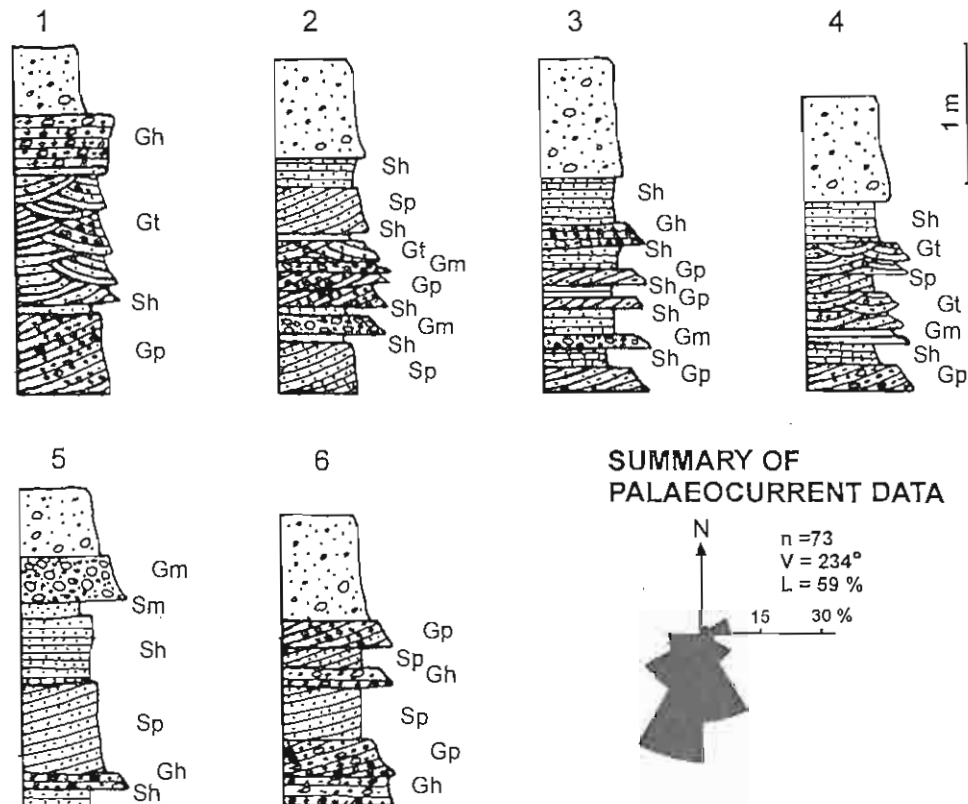 1
Gh
Gt
Sh
Gp
2
Sh
Sp
Sh
Gt
Gm
Gp
Sh
Gm
Sh
Sp
3
Sh
Gh
Sh
Gp
Sh
Gp
Sh
Gm
Sh
Gp
4
Sh
Gt
Sp
Gt
Gm
Sh
Gp
1 m
5
Gm
Sm
Sh
Sp
Gh
Sh
6
Gp
Sp
Gh
Sp
Gp
Gh
SUMMARY OF
PALAEOCURRENT DATA
N
n =73
V = 234°
L = 59 %
15 30 %